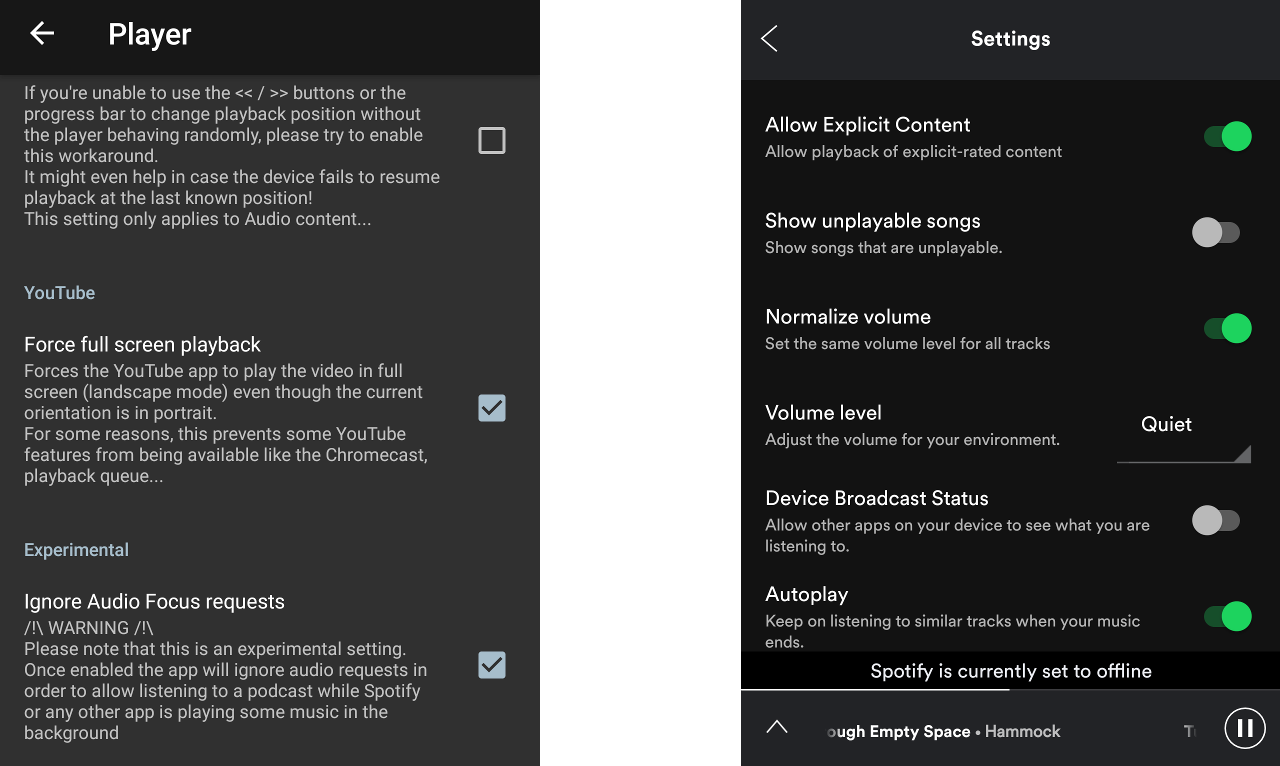 Player
If you're unable to use the << / >> buttons or the
progress bar to change playback position without
the player behaving randomly, please try to enable
this workaround.
It might even help in case the device fails to resume
playback at the last known position!
This setting only applies to Audio content...
YouTube
Force full screen playback
Forces the YouTube app to play the video in full
screen (landscape mode) even though the current
orientation is in portrait.
For some reasons, this prevents some YouTube
features from being available like the Chromecast,
playback queue...
Experimental
Ignore Audio Focus requests
/!\ WARNING /!\
Please note that this is an experimental setting.
Once enabled the app will ignore audio requests in
order to allow listening to a podcast while Spotify
or any other app is playing some music in the
background
Settings
Allow Explicit Content
Allow playback of explicit-rated content
Show unplayable songs
Show songs that are unplayable.
Normalize volume
Set the same volume level for all tracks
Volume level
Adjust the volume for your environment.
Quiet
Device Broadcast Status
Allow other apps on your device to see what you are
listening to.
Autoplay
Keep on listening to similar tracks when your music
ends.
Spotify is currently set to offline
ough Empty Space • Hammock